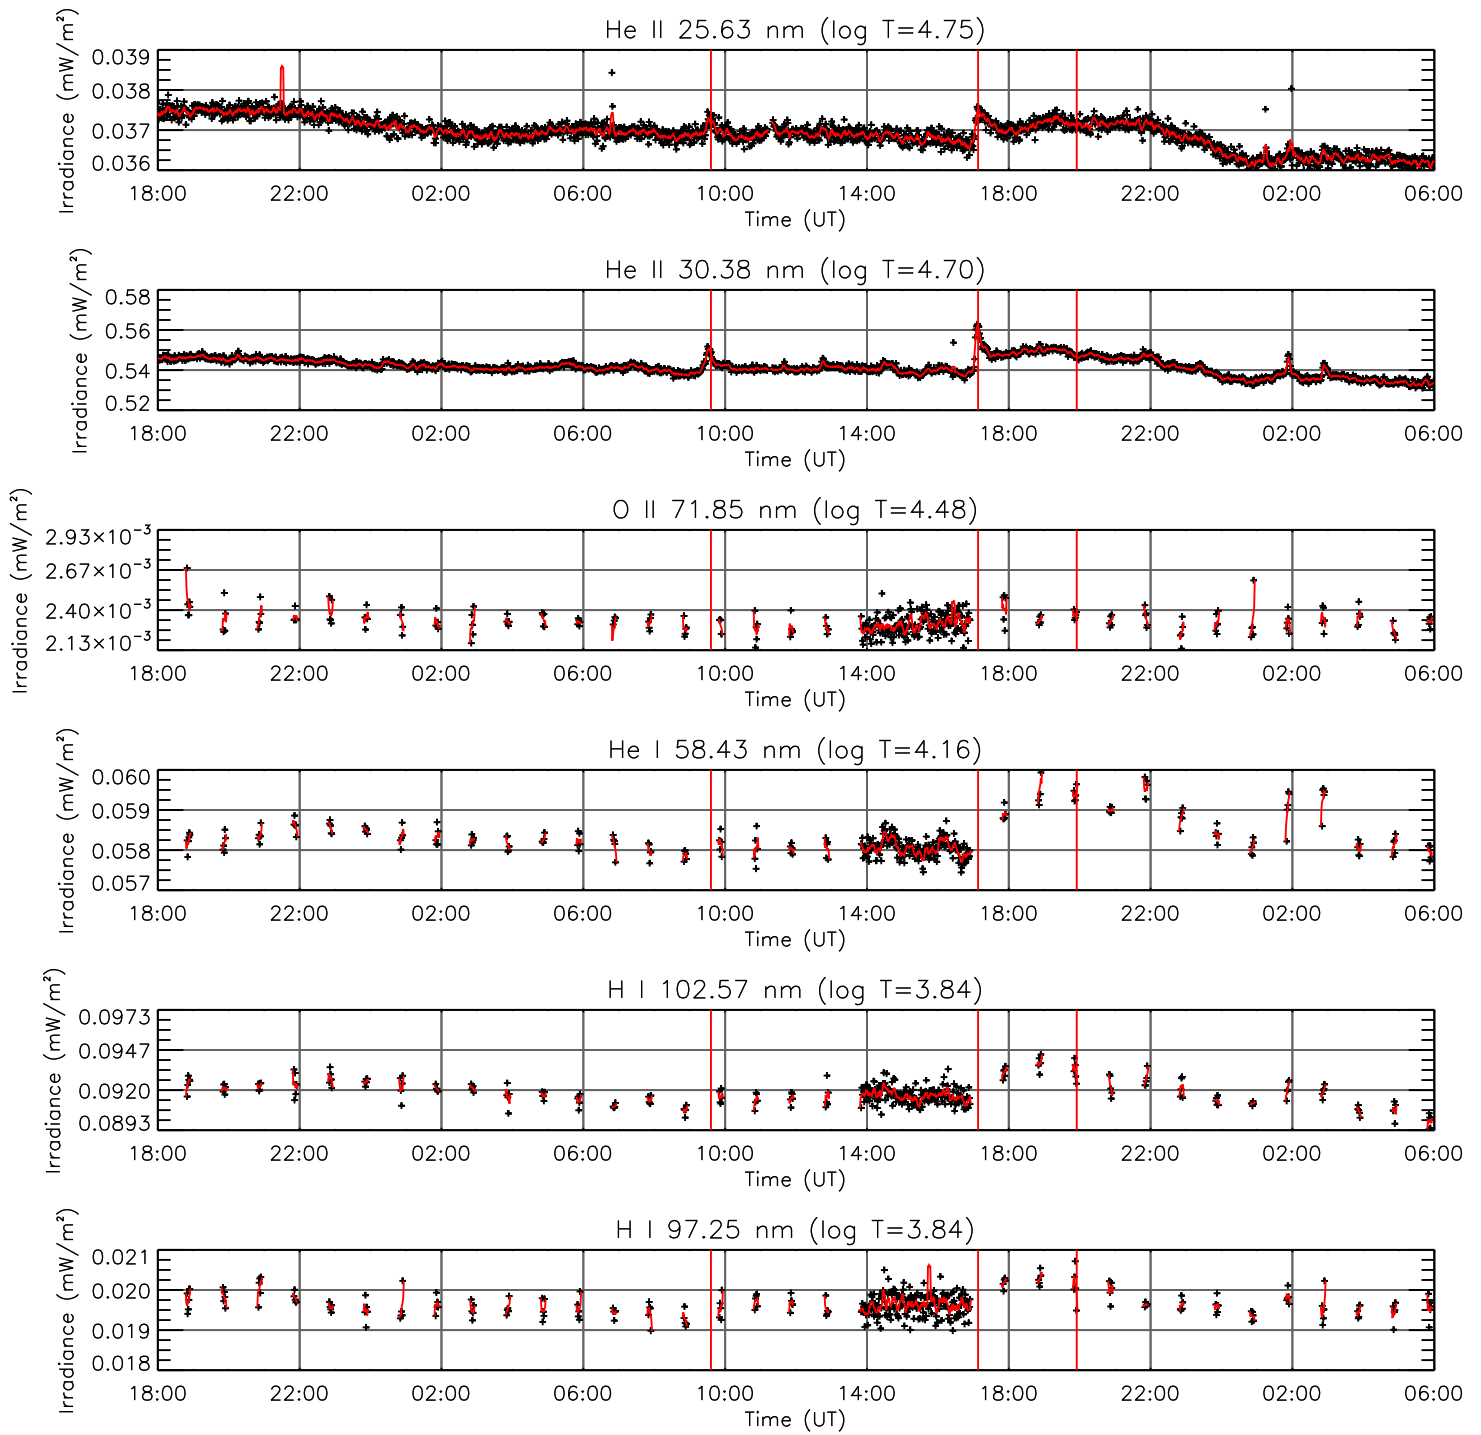 He II 25.63 nm (log T=4.75)
Irradiance (mW/m²)
0.039
0.038
0.037
0.036
18:00 22:00 02:00 06:00 10:00 14:00 18:00 22:00 02:00 06:00
Time (UT)
He II 30.38 nm (log T=4.70)
Irradiance (mW/m²)
0.58
0.56
0.54
0.52
18:00 22:00 02:00 06:00 10:00 14:00 18:00 22:00 02:00 06:00
Time (UT)
O II 71.85 nm (log T=4.48)
Irradiance (mW/m²)
2.93×10⁻³
2.67×10⁻³
2.40×10⁻³
2.13×10⁻³
18:00 22:00 02:00 06:00 10:00 14:00 18:00 22:00 02:00 06:00
Time (UT)
He I 58.43 nm (log T=4.16)
Irradiance (mW/m²)
0.060
0.059
0.058
0.057
18:00 22:00 02:00 06:00 10:00 14:00 18:00 22:00 02:00 06:00
Time (UT)
H I 102.57 nm (log T=3.84)
Irradiance (mW/m²)
0.0973
0.0947
0.0920
0.0893
18:00 22:00 02:00 06:00 10:00 14:00 18:00 22:00 02:00 06:00
Time (UT)
H I 97.25 nm (log T=3.84)
Irradiance (mW/m²)
0.021
0.020
0.019
0.018
18:00 22:00 02:00 06:00 10:00 14:00 18:00 22:00 02:00 06:00
Time (UT)